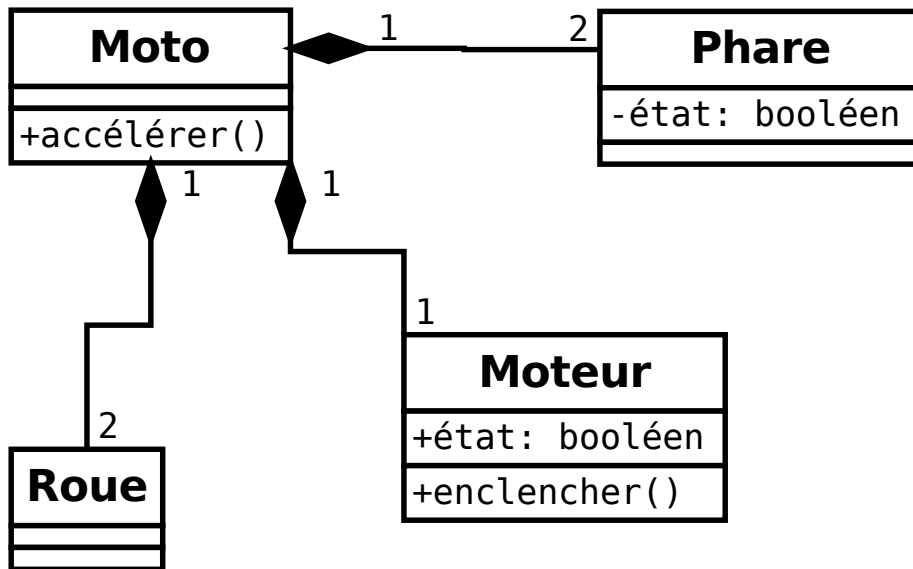 Moto
+accélérer()
1
2
Phare
-état: booléen
1
1
1
Moteur
+état: booléen
+enclencher()
2
Roue